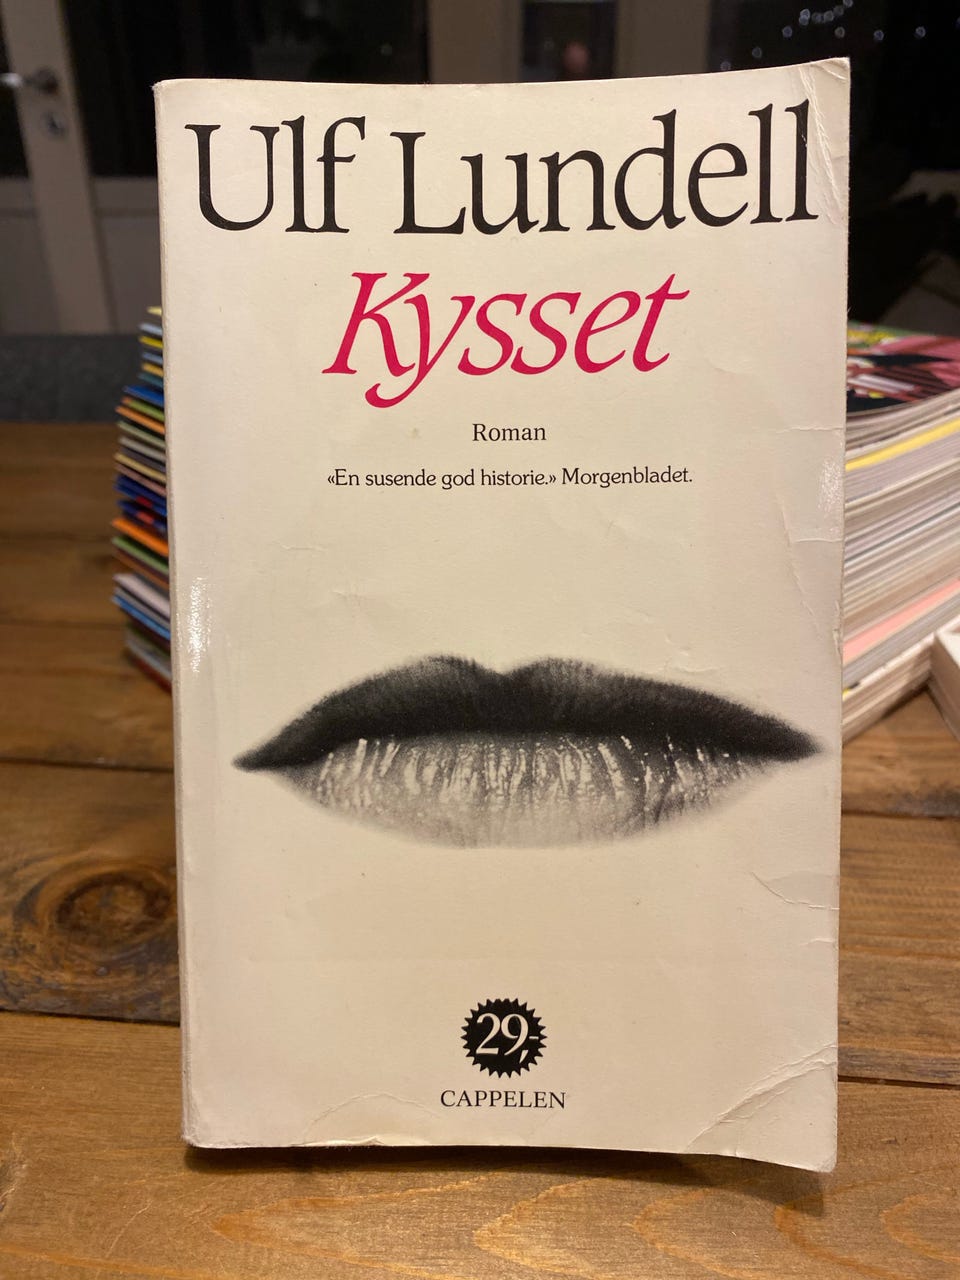 Ulf Lundell
Kysset
Roman
«En susende god historie.» Morgenbladet.
29,-
CAPPELEN